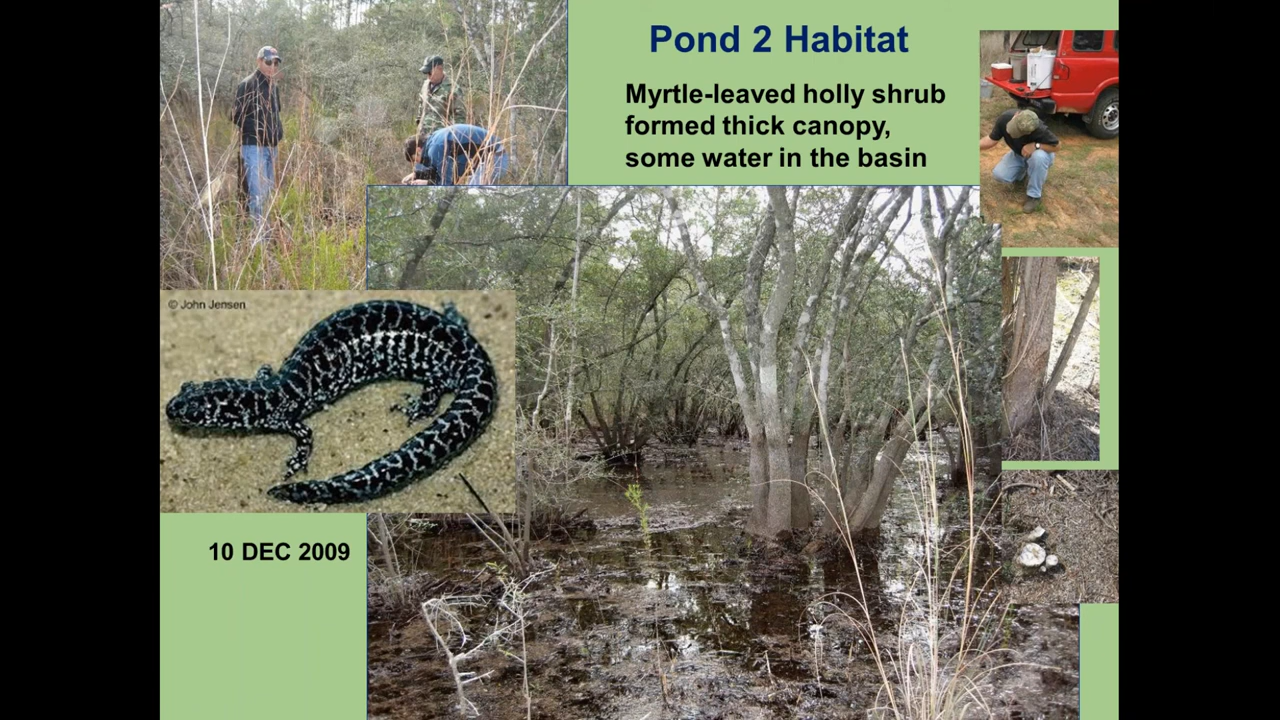 Pond 2 Habitat
Myrtle-leaved holly shrub
formed thick canopy,
some water in the basin
© John Jensen
10 DEC 2009